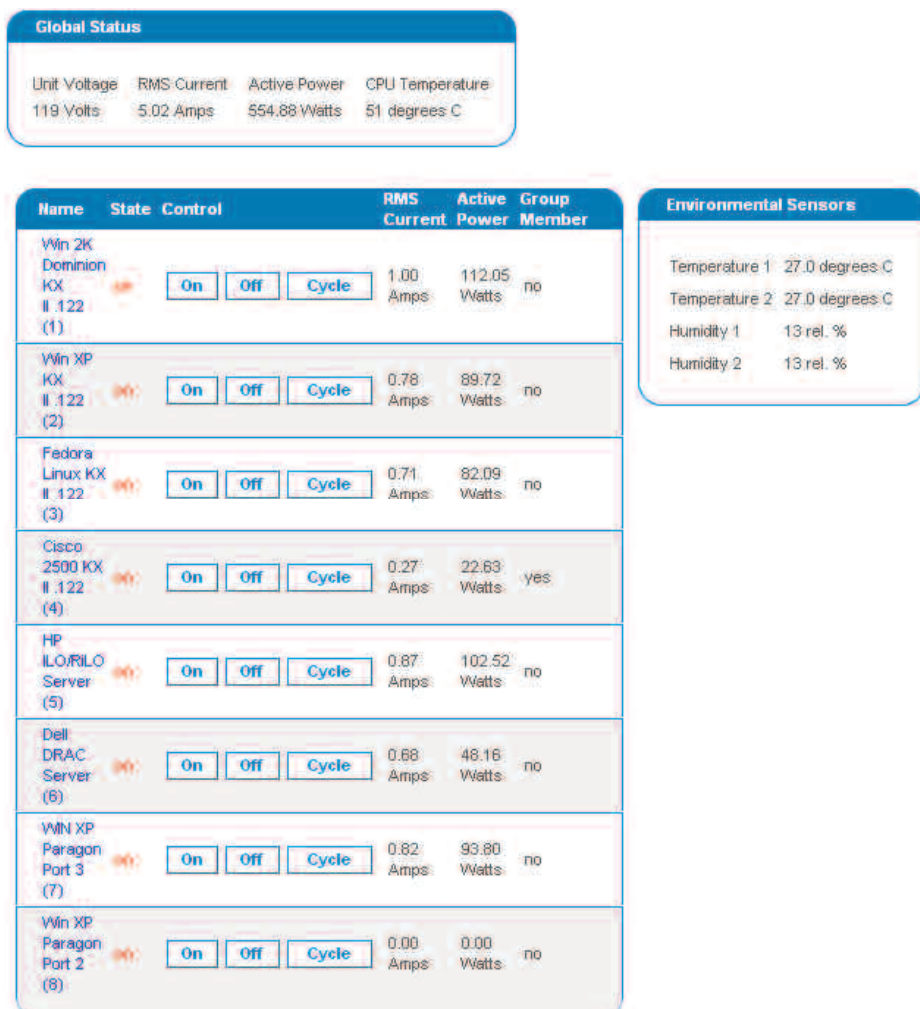 Global Status
Unit Voltage RMS Current Active Power CPU Temperature
119 Volts 5.02 Amps 554.88 Watts 51 degrees C
Name State Control RMS Current Active Power Group Member
Win 2K
Dominion
KX
II .122
(1)
On Off Cycle
1.00 Amps
112.05 Watts
no
Win XP
KX
II .122
(2)
On Off Cycle
0.78 Amps
89.72 Watts
no
Fedora
Linux KX
II .122
(3)
On Off Cycle
0.71 Amps
82.09 Watts
no
Cisco
2500 KX
II .122
(4)
On Off Cycle
0.27 Amps
22.63 Watts
yes
HP
ILO/RILO
Server
(5)
On Off Cycle
0.87 Amps
102.52 Watts
no
Dell
DRAC
Server
(6)
On Off Cycle
0.68 Amps
48.16 Watts
no
WIN XP
Paragon
Port 3
(7)
On Off Cycle
0.82 Amps
93.80 Watts
no
Win XP
Paragon
Port 2
(8)
On Off Cycle
0.00 Amps
0.00 Watts
no
Environmental Sensors
Temperature 1 27.0 degrees C
Temperature 2 27.0 degrees C
Humidity 1 13 rel. %
Humidity 2 13 rel. %